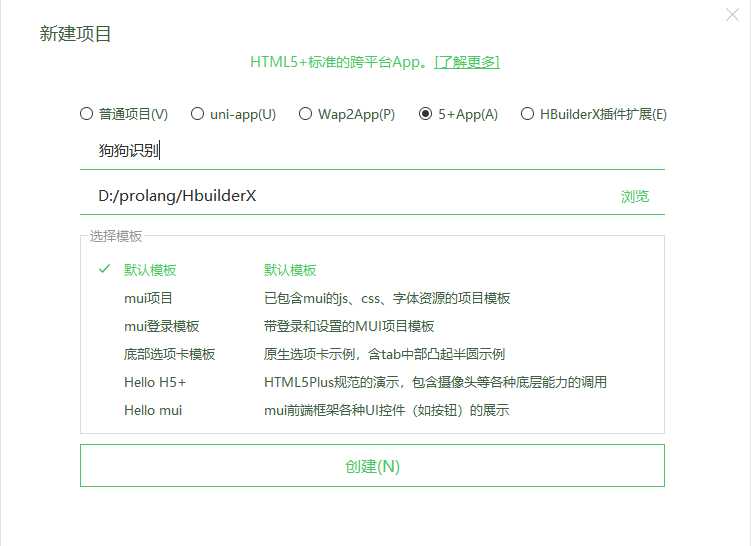 新建项目
HTML5+标准的跨平台App。[了解更多]
普通项目(V) uni-app(U) Wap2App(P) 5+App(A) HBuilderX插件扩展(E)
狗狗识别
D:/prolang/HbuilderX 浏览
选择模板
默认模板 默认模板
mui项目 已包含mui的js、css、字体资源的项目模板
mui登录模板 带登录和设置的MUI项目模板
底部选项卡模板 原生选项卡示例，含tab中部凸起半圆示例
Hello H5+ HTML5Plus规范的演示，包含摄像头等各种底层能力的调用
Hello mui mui前端框架各种UI控件（如按钮）的展示
创建(N)